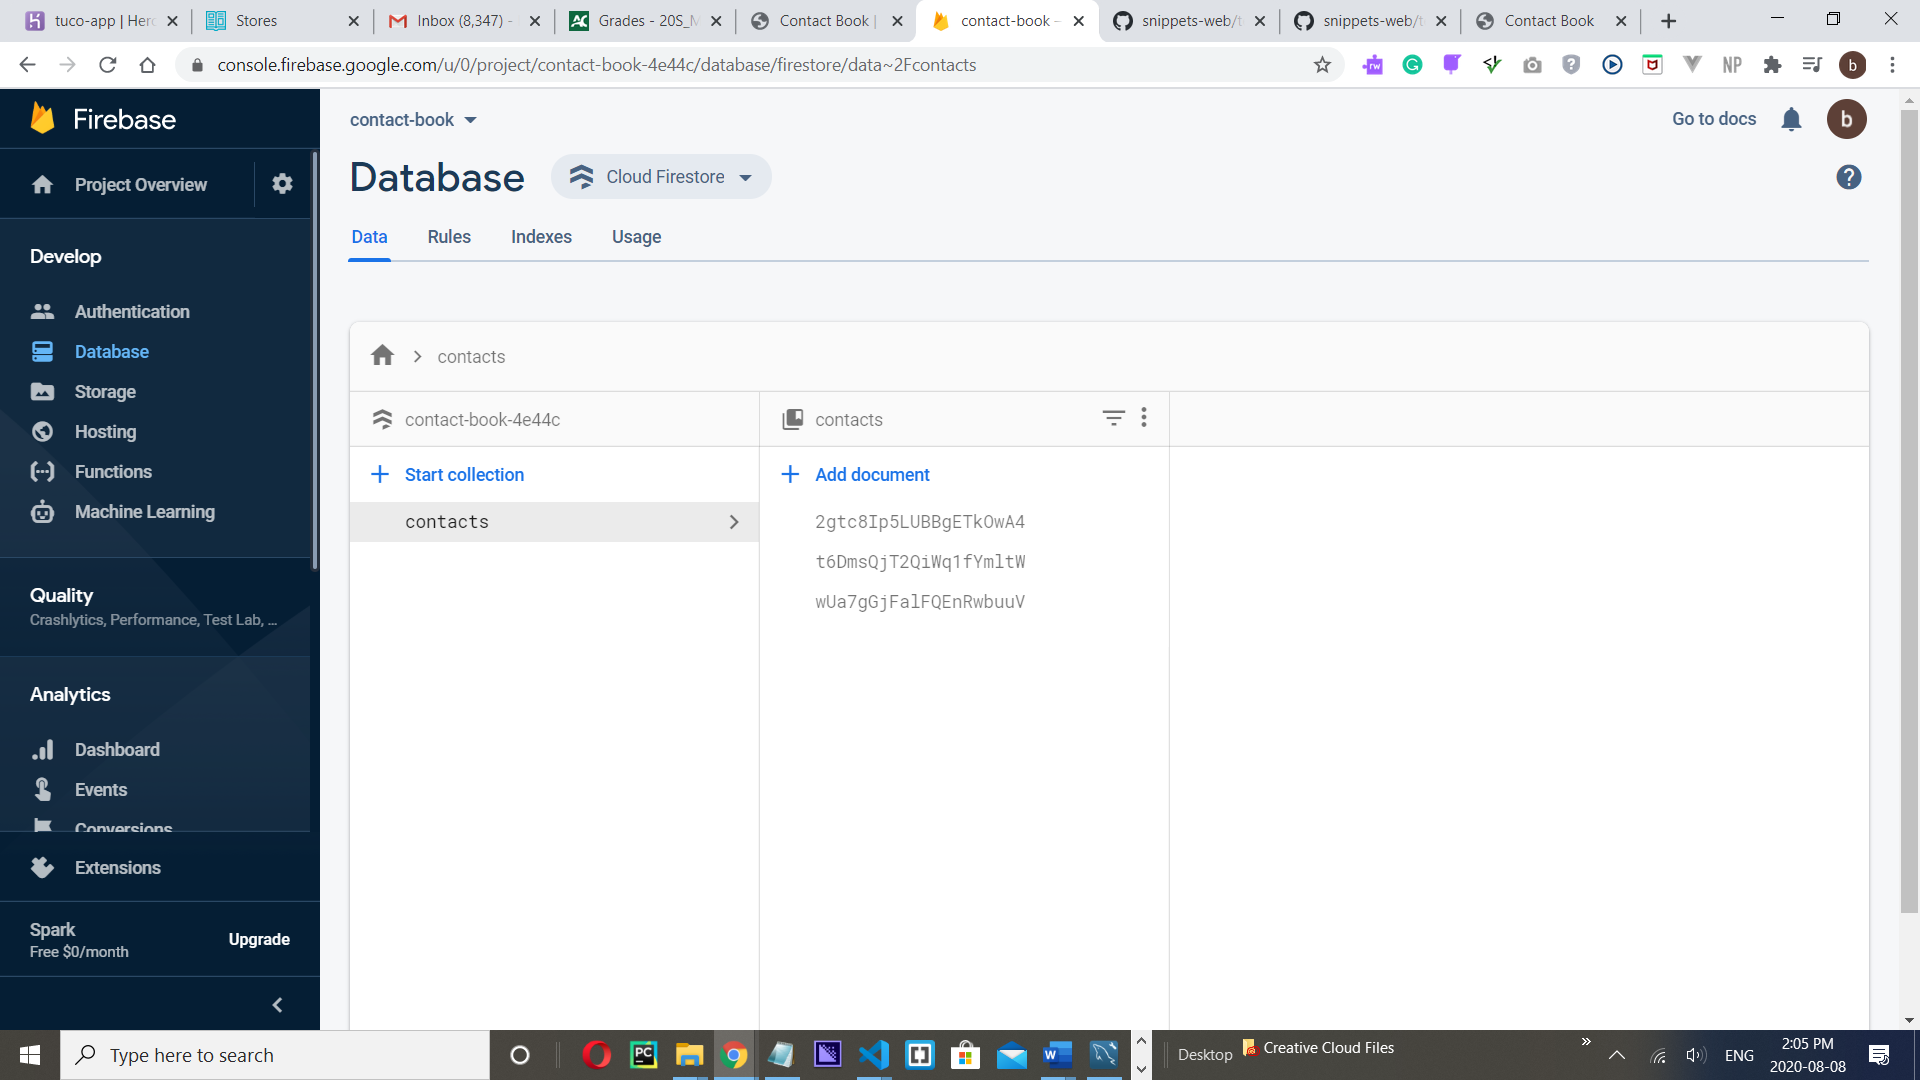 tuco-app | Her
Stores
Inbox (8,347) -
Grades - 20S_M
Contact Book |
contact-book -
snippets-web/t
snippets-web/t
Contact Book
console.firebase.google.com/u/0/project/contact-book-4e44c/database/firestore/data~2Fcontacts
rw
NP
b
Firebase
contact-book
Go to docs
b
Project Overview
Database
Cloud Firestore
?
Data
Rules
Indexes
Usage
Develop
Authentication
Database
Storage
Hosting
Functions
Machine Learning
contacts
contact-book-4e44c
contacts
Start collection
Add document
contacts
2gtc8Ip5LUBBgETkOwA4
t6DmsQjT2QiWq1fYmltW
wUa7gGjFalFQEnRwbuuV
Quality
Crashlytics, Performance, Test Lab, ...
Analytics
Dashboard
Events
Conversions
Extensions
Spark
Free $0/month
Upgrade
Type here to search
PC
W
Desktop
Creative Cloud Files
»
ENG
2:05 PM
2020-08-08